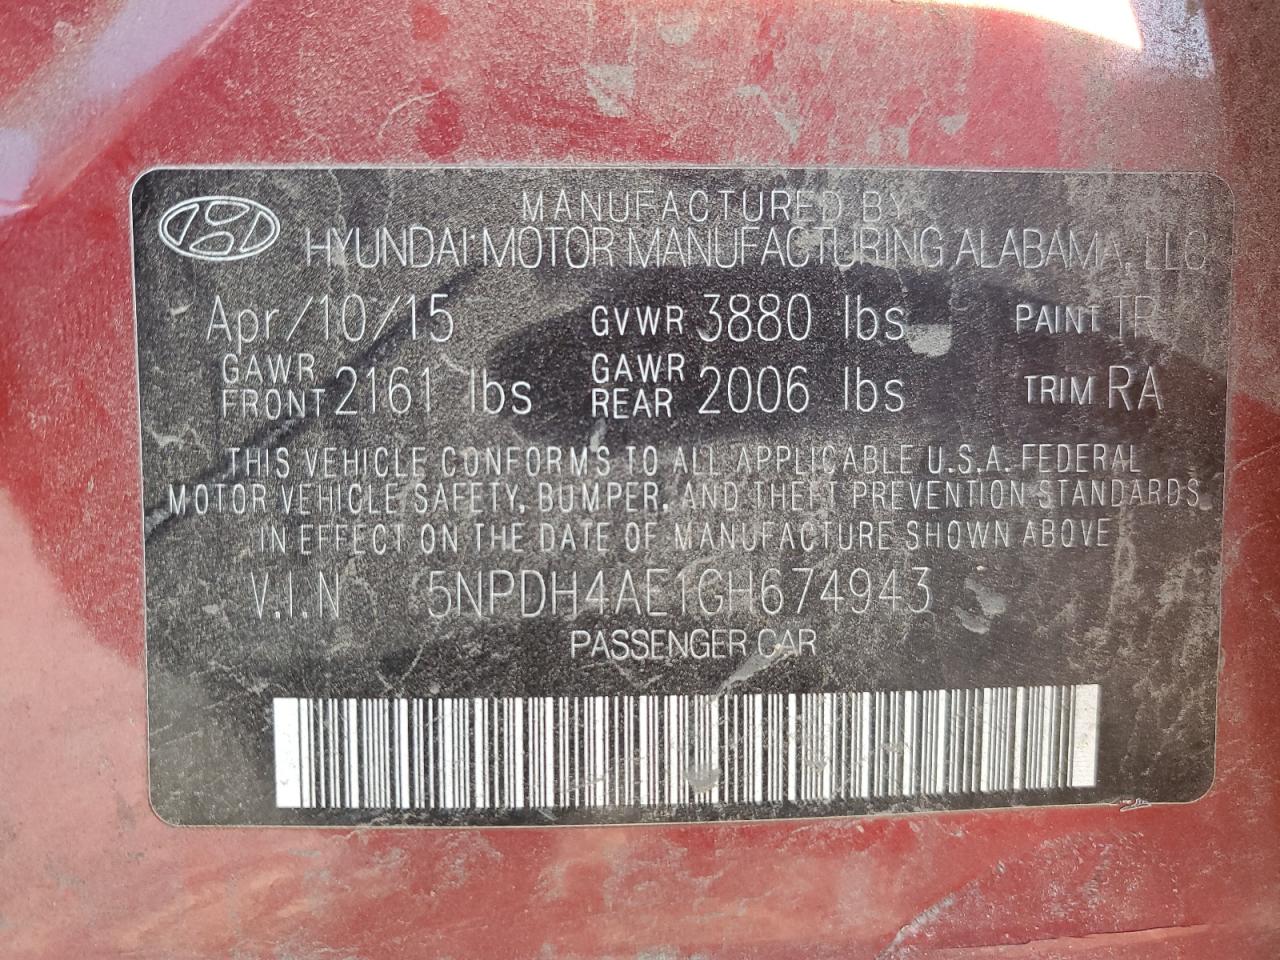 MANUFACTURED BY
HYUNDAI MOTOR MANUFACTURING ALABAMA, LLC
Apr/10/15 GVWR 3880 lbs PAINT TR
GAWR FRONT 2161 lbs GAWR REAR 2006 lbs TRIM RA
THIS VEHICLE CONFORMS TO ALL APPLICABLE U.S.A. FEDERAL
MOTOR VEHICLE SAFETY, BUMPER, AND THEFT PREVENTION STANDARDS
IN EFFECT ON THE DATE OF MANUFACTURE SHOWN ABOVE
V.I.N 5NPDH4AE1GH674943
PASSENGER CAR